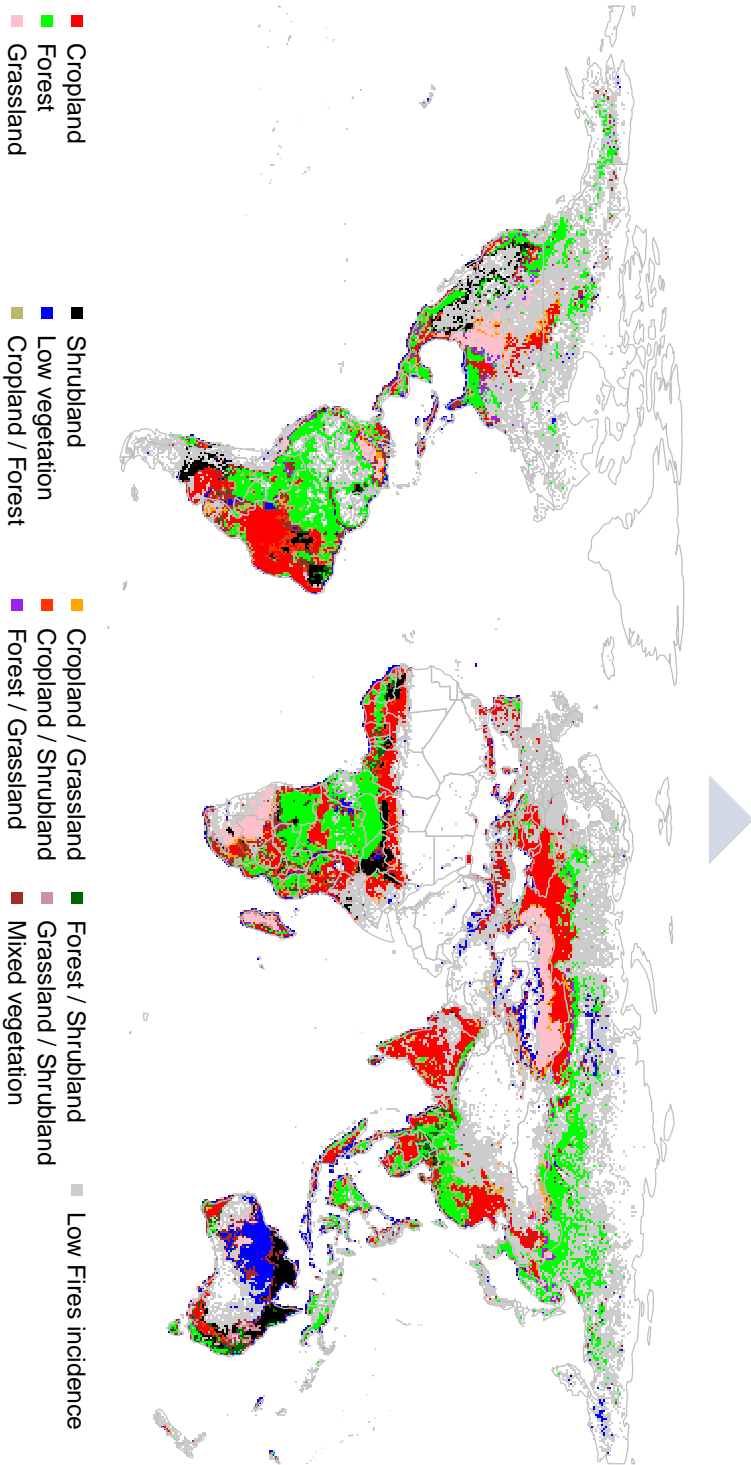 Cropland
Forest
Grassland
Shrubland
Low vegetation
Cropland / Forest
Cropland / Grassland
Cropland / Shrubland
Forest / Grassland
Forest / Shrubland
Grassland / Shrubland
Mixed vegetation
Low Fires incidence